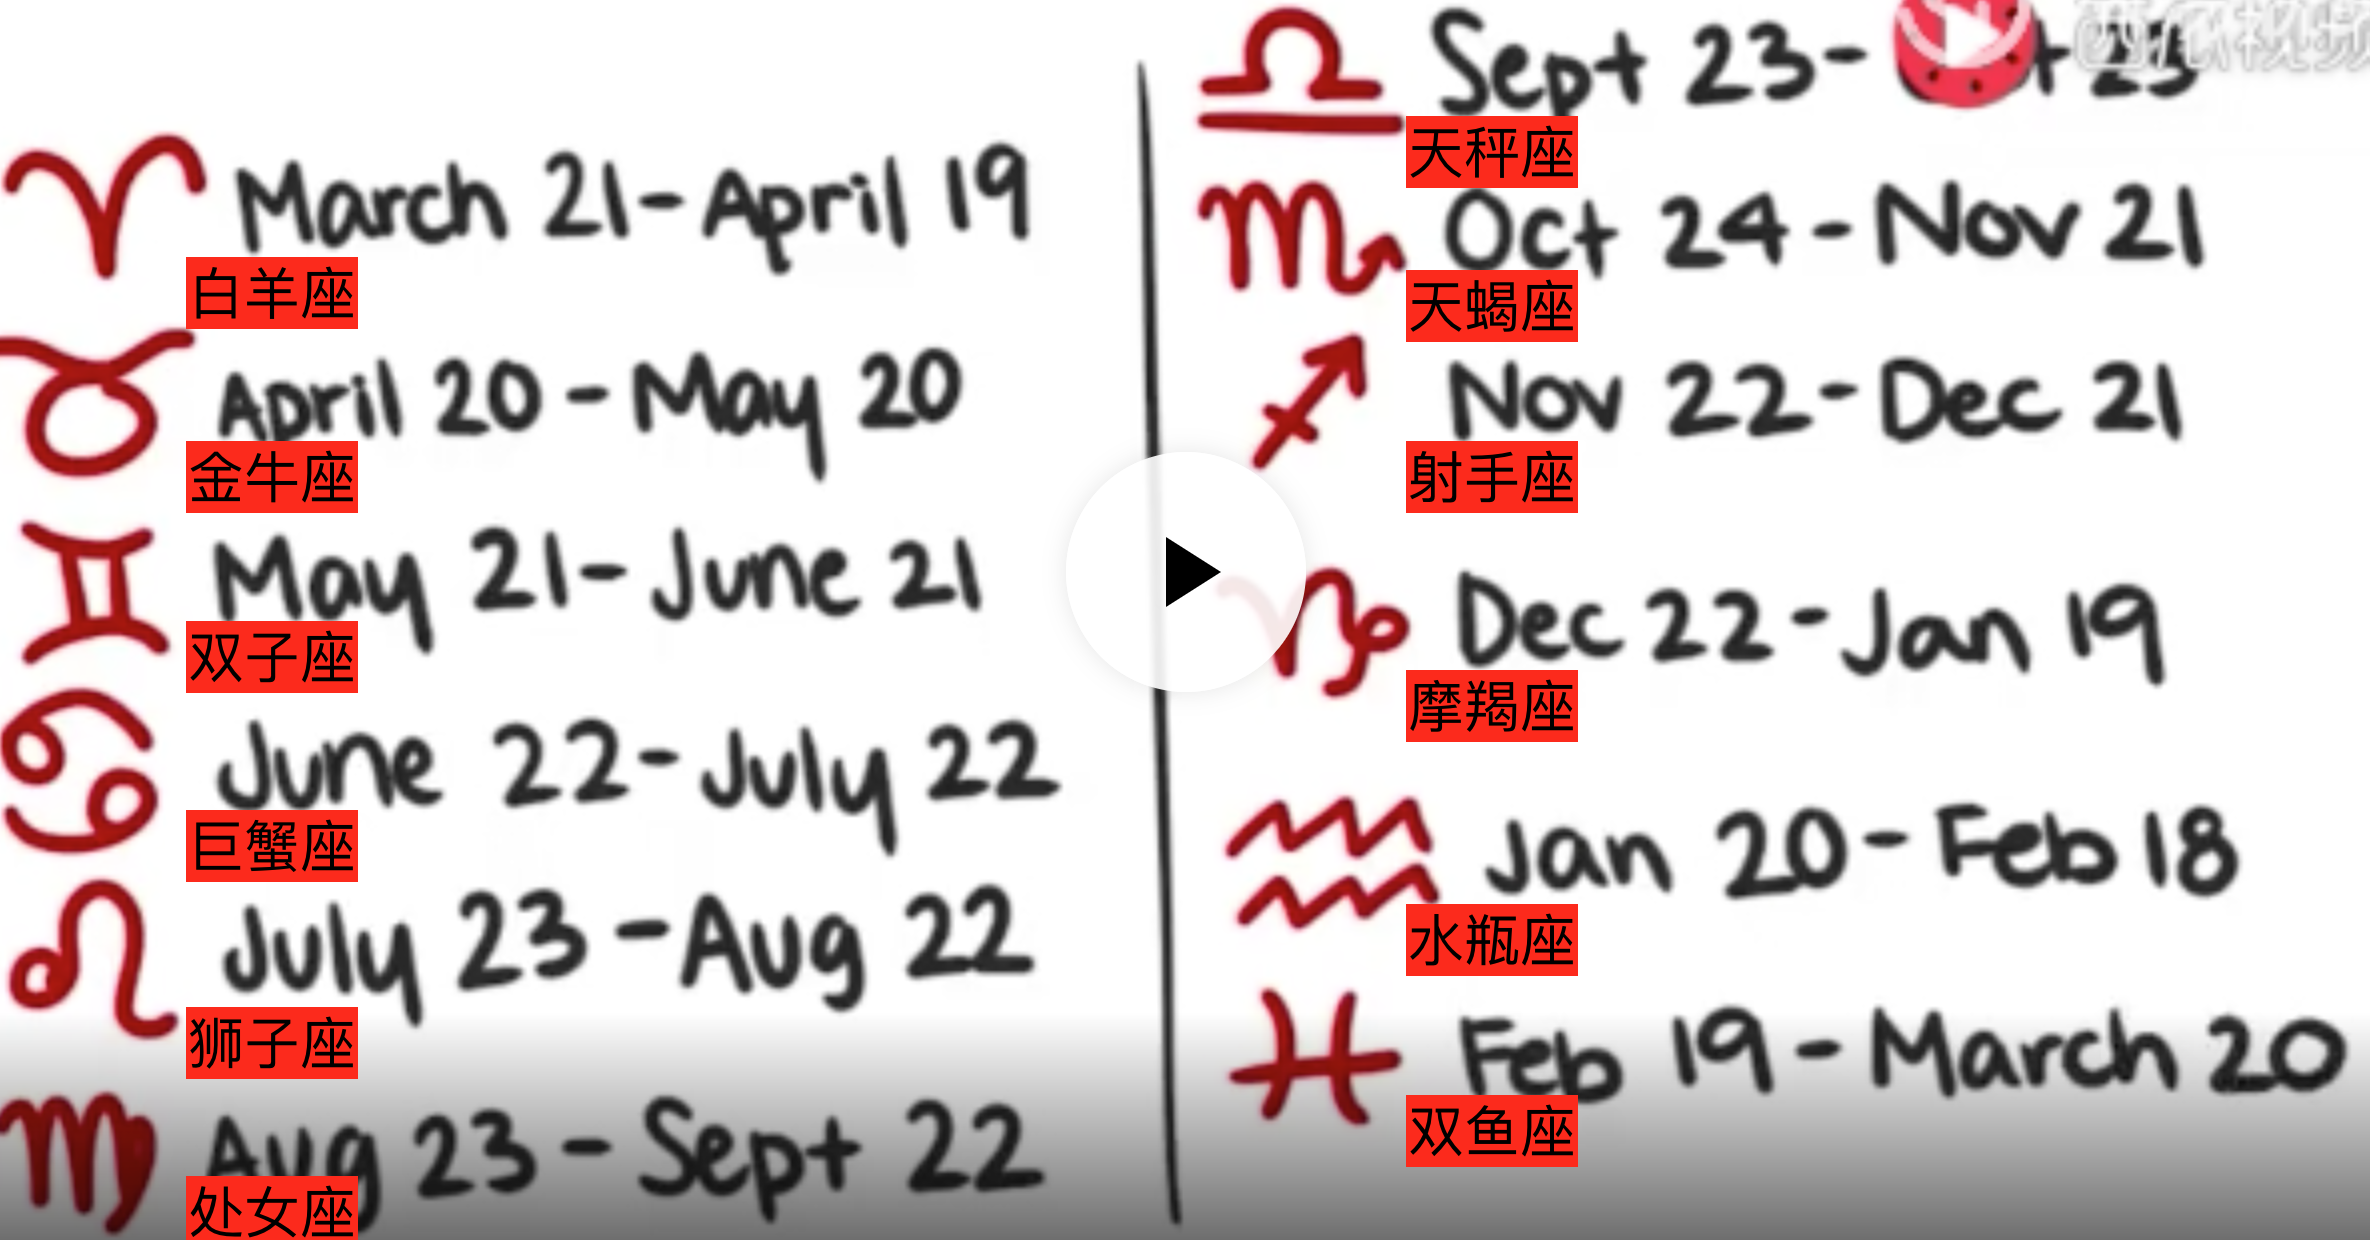 March 21-April 19
白羊座
April 20-May 20
金牛座
May 21-June 21
双子座
June 22-July 22
巨蟹座
July 23-Aug 22
狮子座
Aug 23-Sept 22
处女座
Sept 23- 23
西瓜视频
天秤座
Oct 24-Nov 21
天蝎座
Nov 22-Dec 21
射手座
Dec 22-Jan 19
摩羯座
Jan 20-Feb 18
水瓶座
Feb 19-March 20
双鱼座